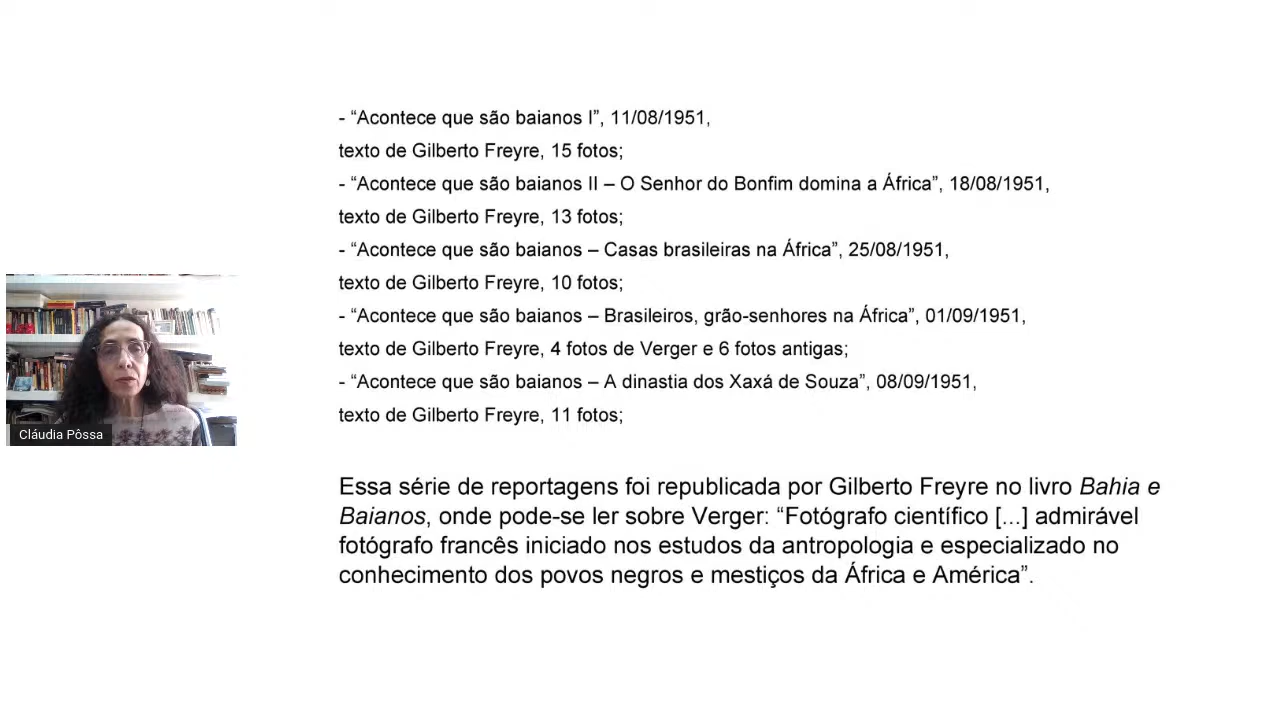 - “Acontece que são baianos I”, 11/08/1951,
texto de Gilberto Freyre, 15 fotos;
- “Acontece que são baianos II – O Senhor do Bonfim domina a África”, 18/08/1951,
texto de Gilberto Freyre, 13 fotos;
- “Acontece que são baianos – Casas brasileiras na África”, 25/08/1951,
texto de Gilberto Freyre, 10 fotos;
- “Acontece que são baianos – Brasileiros, grão-senhores na África”, 01/09/1951,
texto de Gilberto Freyre, 4 fotos de Verger e 6 fotos antigas;
- “Acontece que são baianos – A dinastia dos Xaxá de Souza”, 08/09/1951,
texto de Gilberto Freyre, 11 fotos;
Essa série de reportagens foi republicada por Gilberto Freyre no livro Bahia e
Baianos, onde pode-se ler sobre Verger: “Fotógrafo científico [...] admirável
fotógrafo francês iniciado nos estudos da antropologia e especializado no
conhecimento dos povos negros e mestiços da África e América”.
Cláudia Pôssa